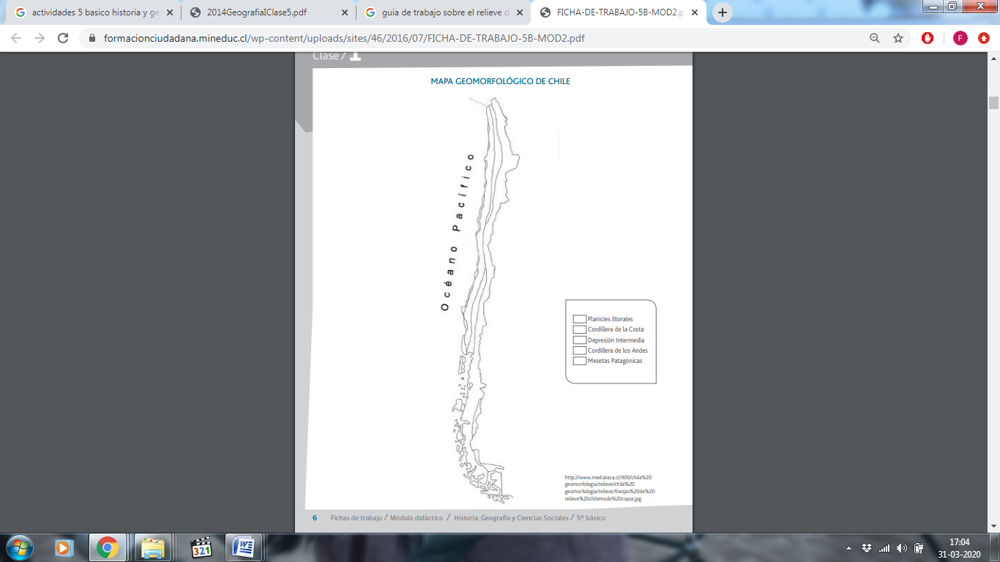 actividades 5 basico historia y ge
2014GeografiaIClase5.pdf
guia de trabajo sobre el relieve d
FICHA-DE-TRABAJO-5B-MOD2.p
formacionciudadana.mineduc.cl/wp-content/uploads/sites/46/2016/07/FICHA-DE-TRABAJO-5B-MOD2.pdf
F
Clase 7
MAPA GEOMORFOLÓGICO DE CHILE
Océano Pacífico
Planicies litorales
Cordillera de la Costa
Depresión Intermedia
Cordillera de los Andes
Mesetas Patagónicas
http://www.mediateca.cl/900/chile%20
geomorfologia/relieve/chile%20
geomorfologia/relieve/franjas%20de%20
relieve%20chilemudo%20copia.jpg
6 Fichas de trabajo / Módulo didáctico / Historia, Geografía y Ciencias Sociales / 5º básico
321
17:04
31-03-2020